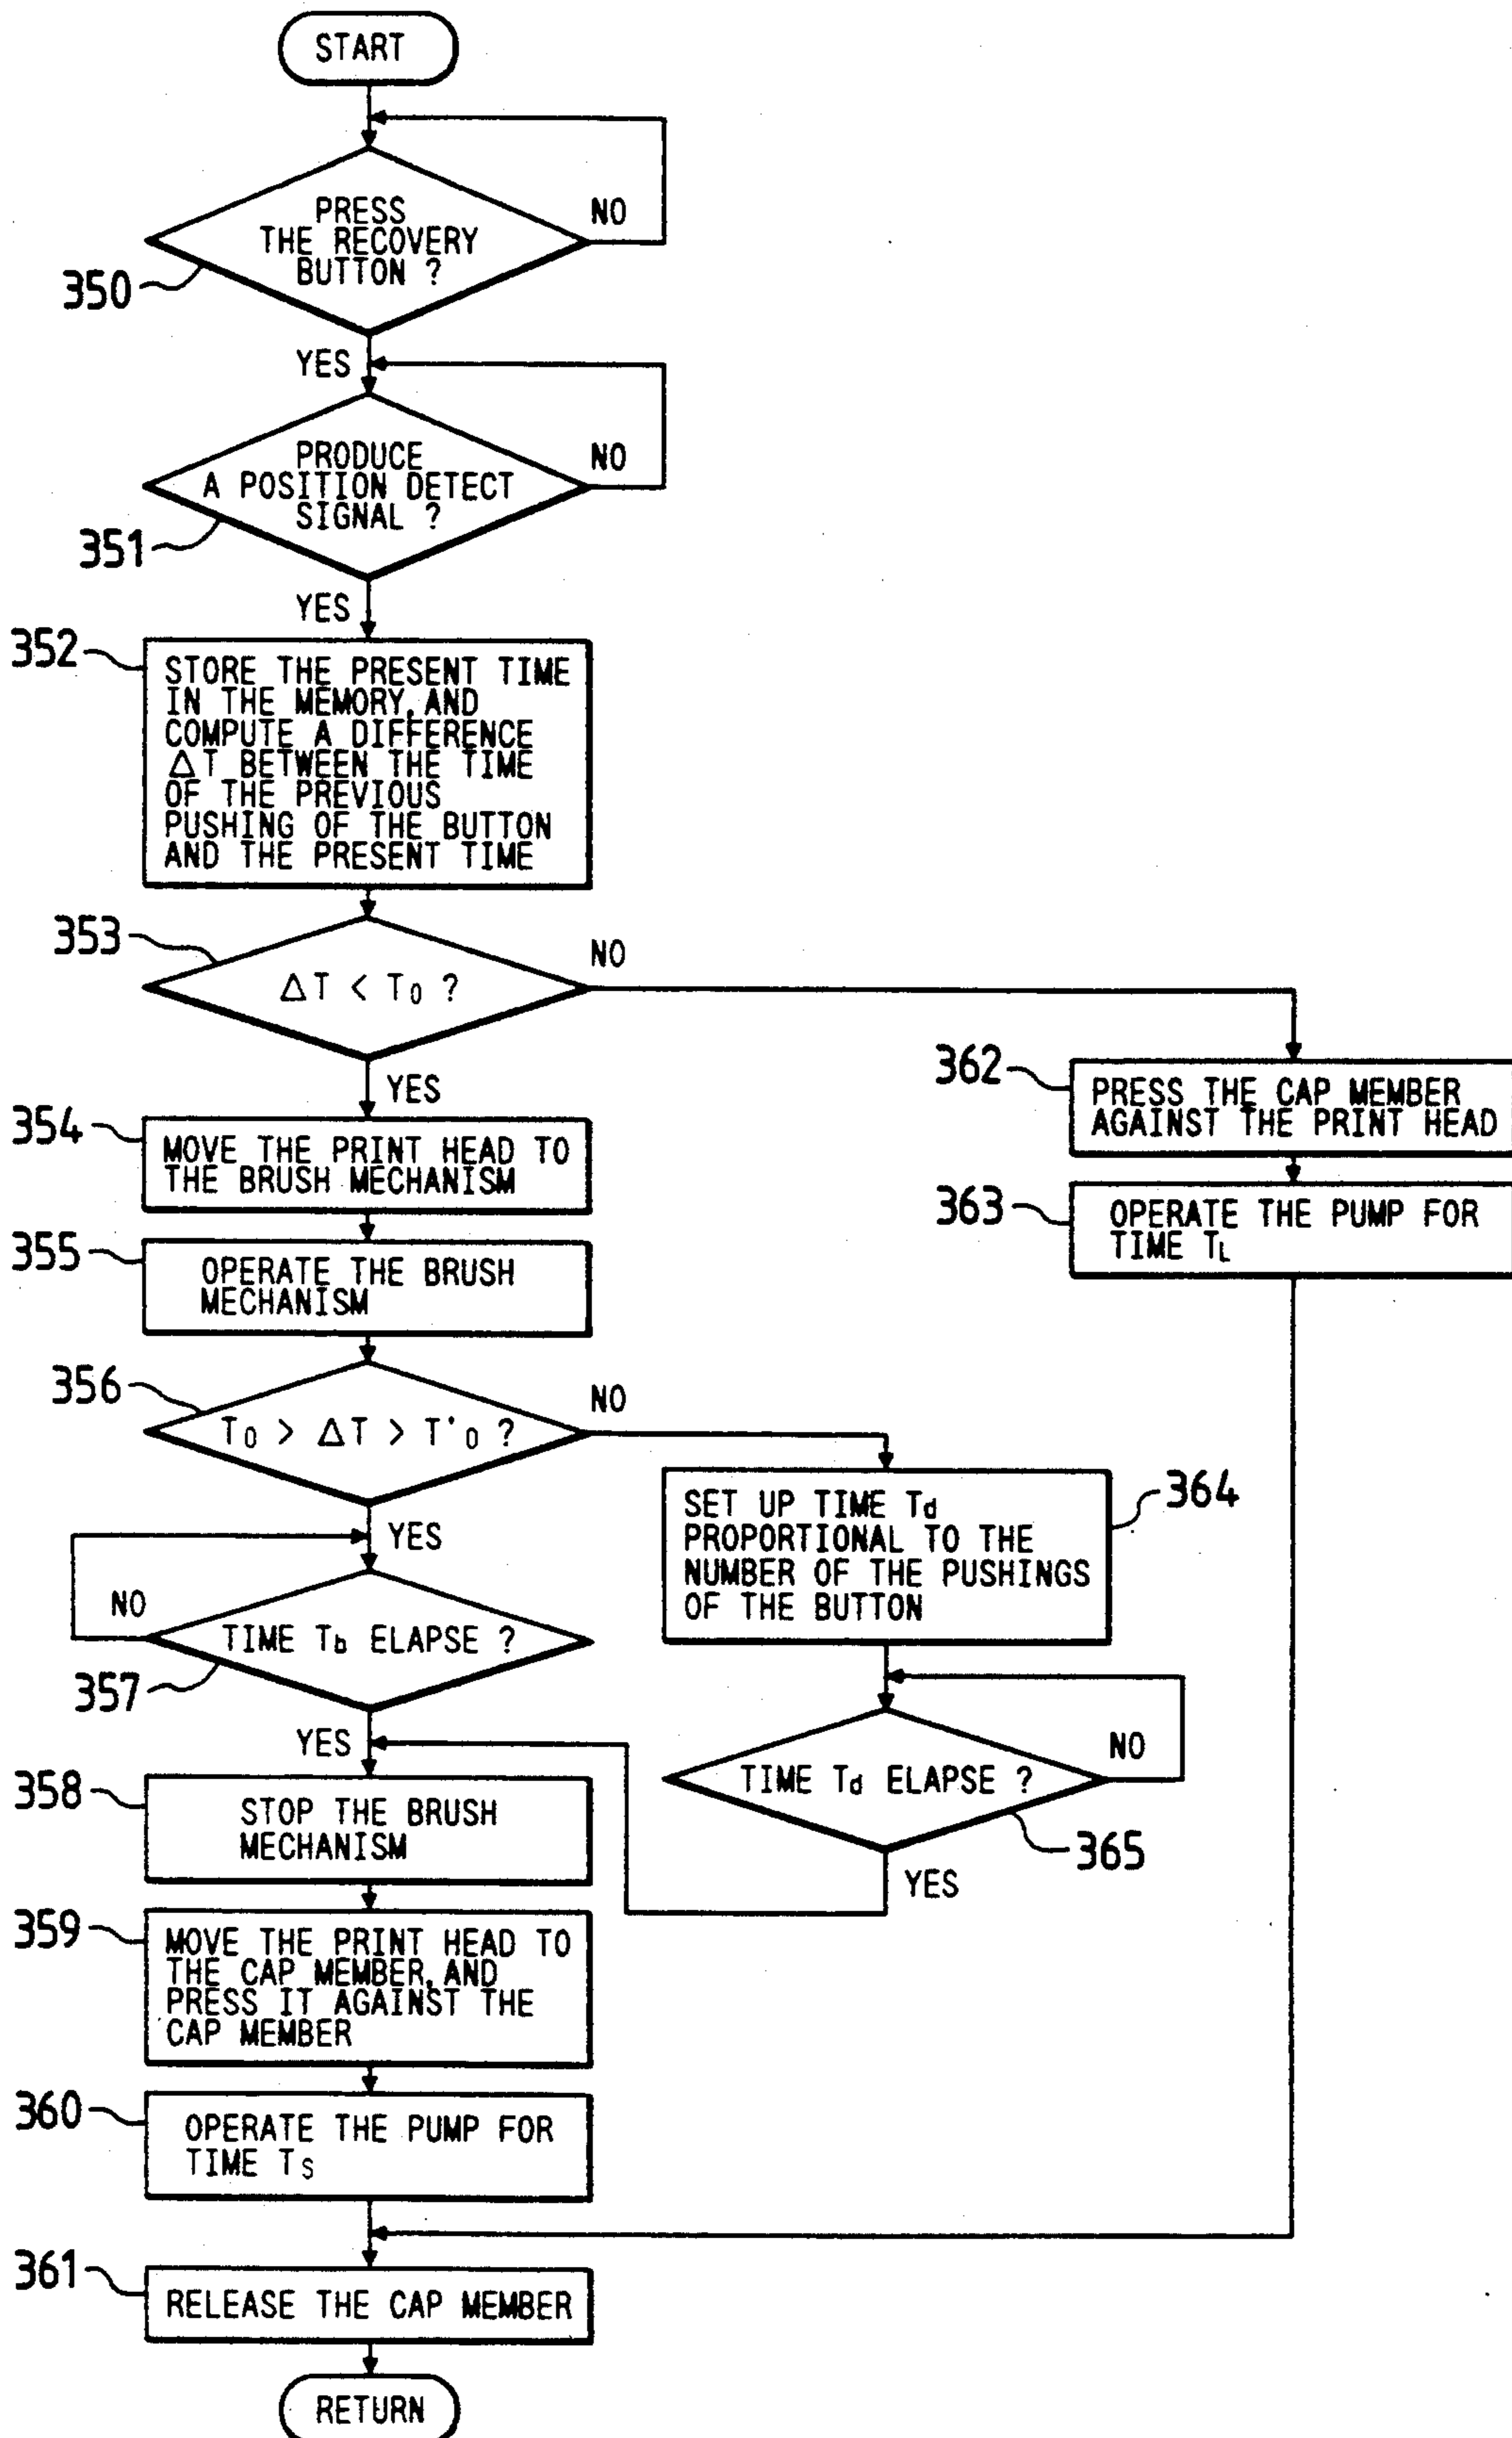 START
PRESS
THE RECOVERY
BUTTON ?
NO
350
YES
PRODUCE
A POSITION DETECT
SIGNAL ?
NO
351
YES
352
STORE THE PRESENT TIME
IN THE MEMORY, AND
COMPUTE A DIFFERENCE
ΔT BETWEEN THE TIME
OF THE PREVIOUS
PUSHING OF THE BUTTON
AND THE PRESENT TIME
353
ΔT < T0 ?
NO
YES
354
MOVE THE PRINT HEAD TO
THE BRUSH MECHANISM
355
OPERATE THE BRUSH
MECHANISM
356
T0 > ΔT > T'0 ?
NO
YES
NO
TIME Tb ELAPSE ?
357
YES
358
STOP THE BRUSH
MECHANISM
359
MOVE THE PRINT HEAD TO
THE CAP MEMBER, AND
PRESS IT AGAINST THE
CAP MEMBER
360
OPERATE THE PUMP FOR
TIME TS
361
RELEASE THE CAP MEMBER
RETURN
362
PRESS THE CAP MEMBER
AGAINST THE PRINT HEAD
363
OPERATE THE PUMP FOR
TIME TL
364
SET UP TIME Td
PROPORTIONAL TO THE
NUMBER OF THE PUSHINGS
OF THE BUTTON
TIME Td ELAPSE ?
NO
365
YES